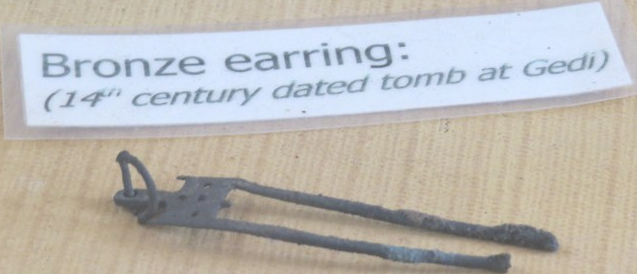 Bronze earring:
(14th century dated tomb at Gedi)